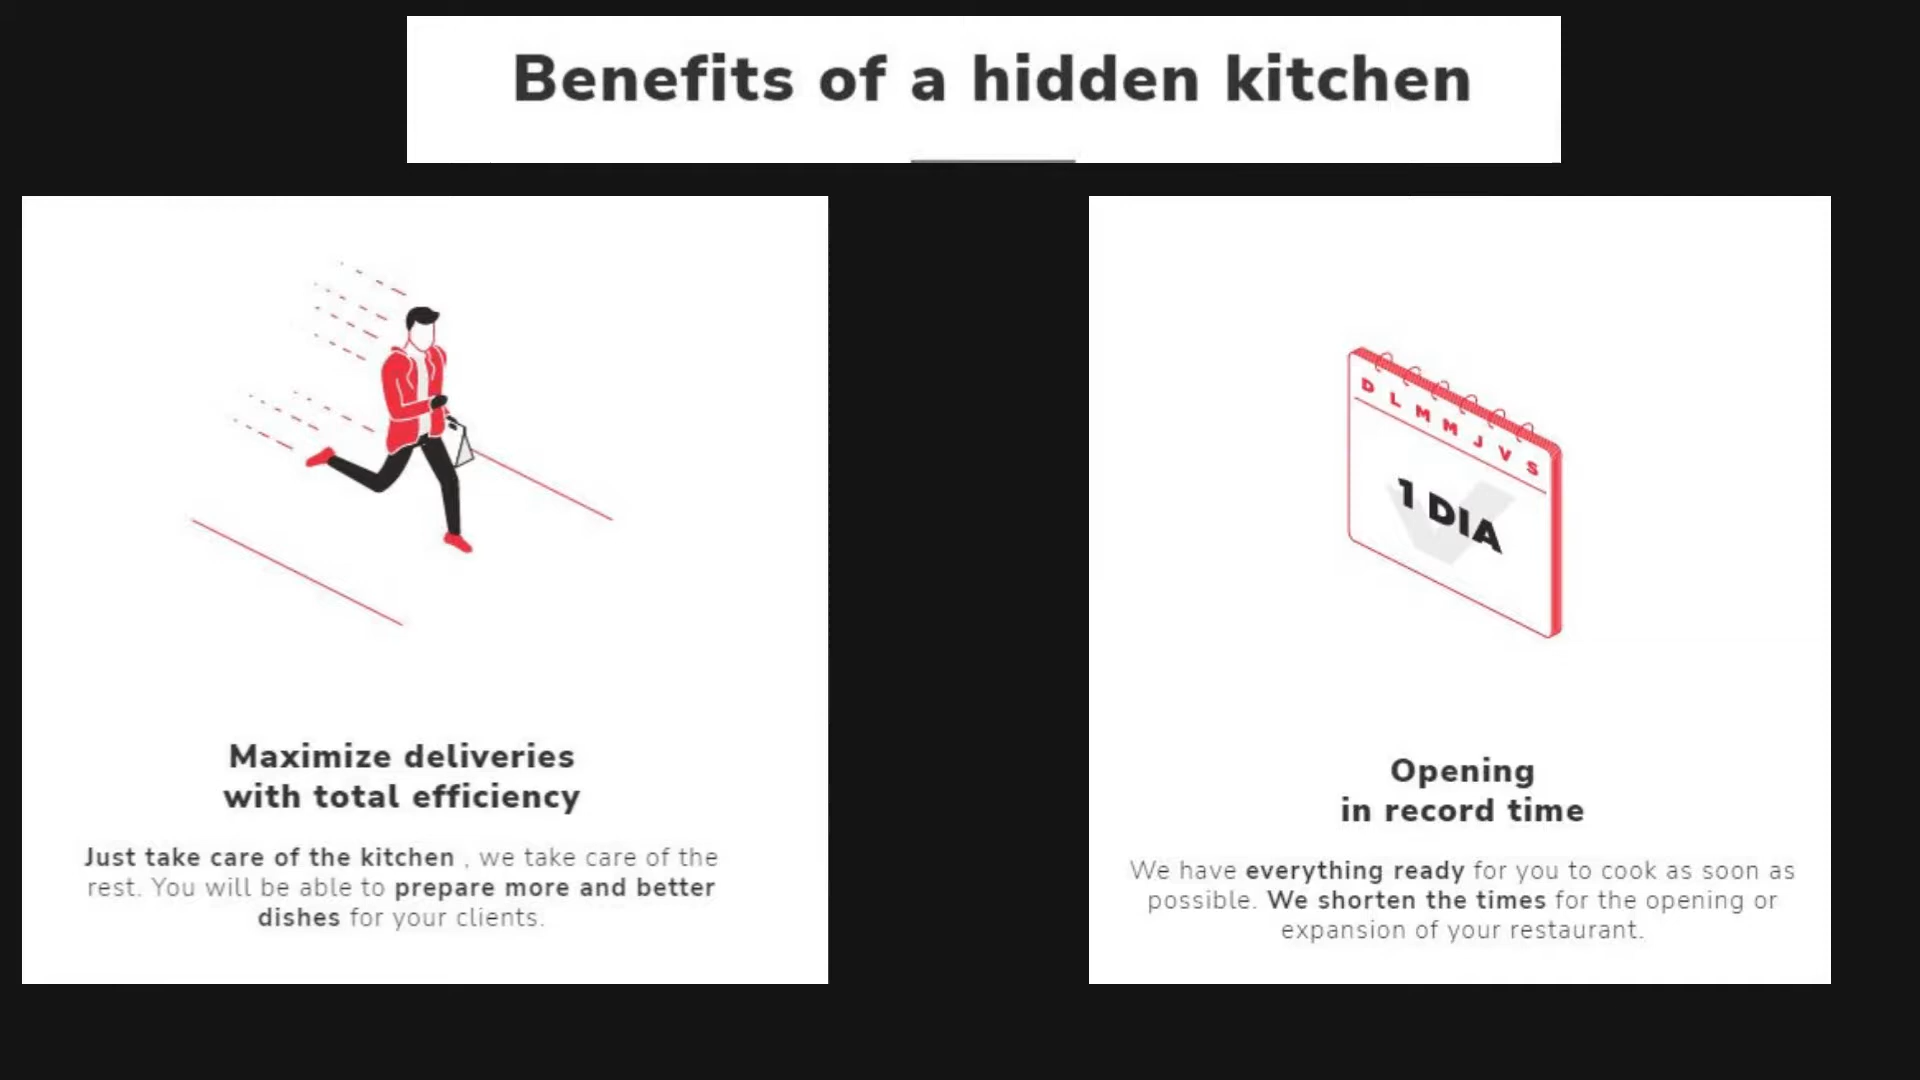 Benefits of a hidden kitchen
D L M M J V S
1 DIA
Maximize deliveries
with total efficiency
Just take care of the kitchen , we take care of the
rest. You will be able to prepare more and better
dishes for your clients.
Opening
in record time
We have everything ready for you to cook as soon as
possible. We shorten the times for the opening or
expansion of your restaurant.